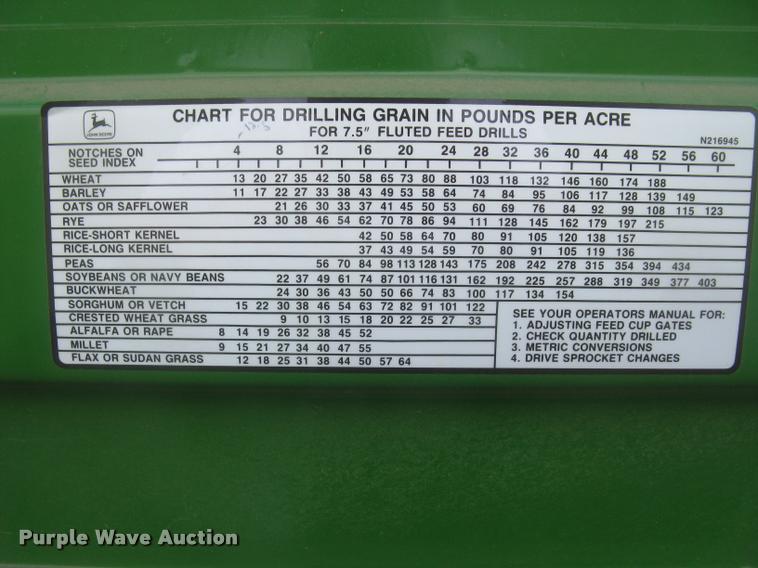 JOHN DEERE
CHART FOR DRILLING GRAIN IN POUNDS PER ACRE
FOR 7.5" FLUTED FEED DRILLS
N216945
NOTCHES ON SEED INDEX 4 8 12 16 20 24 28 32 36 40 44 48 52 56 60
WHEAT 13 20 27 35 42 50 58 65 73 80 88 103 118 132 146 160 174 188
BARLEY 11 17 22 27 33 38 43 49 53 58 64 74 84 95 106 117 128 139 149
OATS OR SAFFLOWER 21 26 30 33 37 41 45 50 53 60 69 76 84 92 99 108 115 123
RYE 23 30 38 46 54 62 70 78 86 94 111 128 145 162 179 197 215
RICE-SHORT KERNEL 42 50 58 64 70 80 91 105 120 138 157
RICE-LONG KERNEL 37 43 49 54 59 70 80 91 105 119 136
PEAS 56 70 84 98 113 128 143 175 208 242 278 315 354 394 434
SOYBEANS OR NAVY BEANS 22 37 49 61 74 87 101 116 131 162 192 225 257 288 319 349 377 403
BUCKWHEAT 24 30 36 43 50 50 66 74 83 100 117 134 154
SORGHUM OR VETCH 15 22 30 38 46 54 63 72 82 91 101 122
CRESTED WHEAT GRASS 9 10 13 15 18 20 22 25 27 33
ALFALFA OR RAPE 8 14 19 26 32 38 45 52
MILLET 9 15 21 27 34 40 47 55
FLAX OR SUDAN GRASS 12 18 25 31 38 44 50 57 64
SEE YOUR OPERATORS MANUAL FOR:
1. ADJUSTING FEED CUP GATES
2. CHECK QUANTITY DRILLED
3. METRIC CONVERSIONS
4. DRIVE SPROCKET CHANGES
Purple Wave Auction